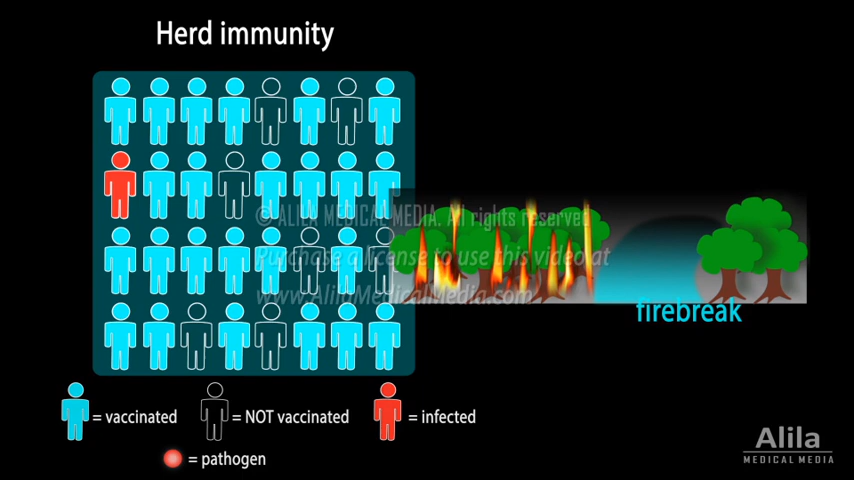 Herd immunity
© ALILA MEDICAL MEDIA. All rights reserved.
Purchase a license to use this video at
www.AlilaMedicalMedia.com
firebreak
= vaccinated
= NOT vaccinated
= infected
= pathogen
Alila
MEDICAL MEDIA